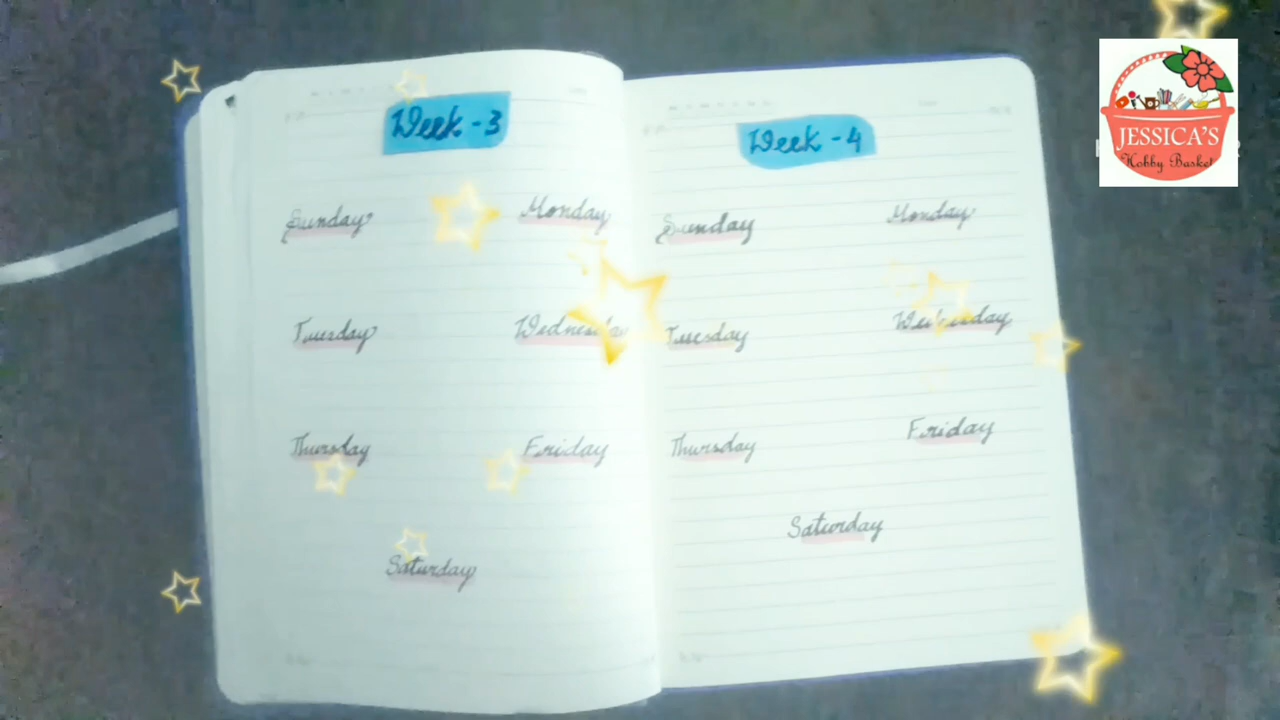 Week - 3
Sunday Monday
Tuesday Wednesday
Thursday Friday
Saturday
Week - 4
Sunday Monday
Tuesday Wednesday
Thursday Friday
Saturday
JESSICA'S
Hobby Basket